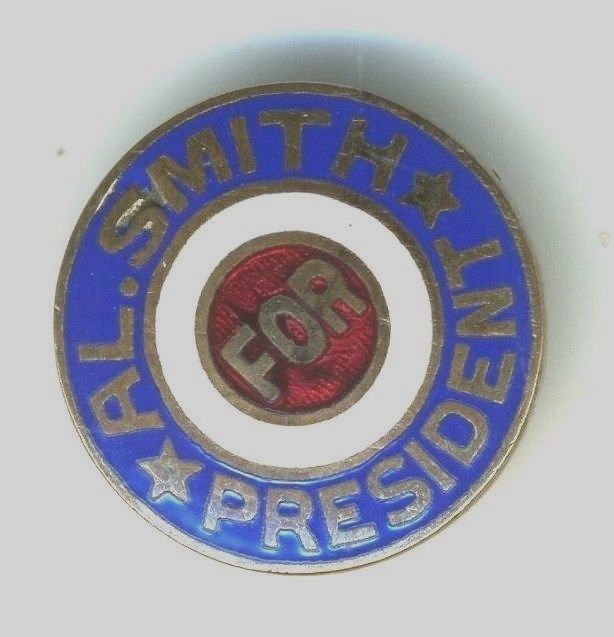 AL. SMITH
FOR
PRESIDENT